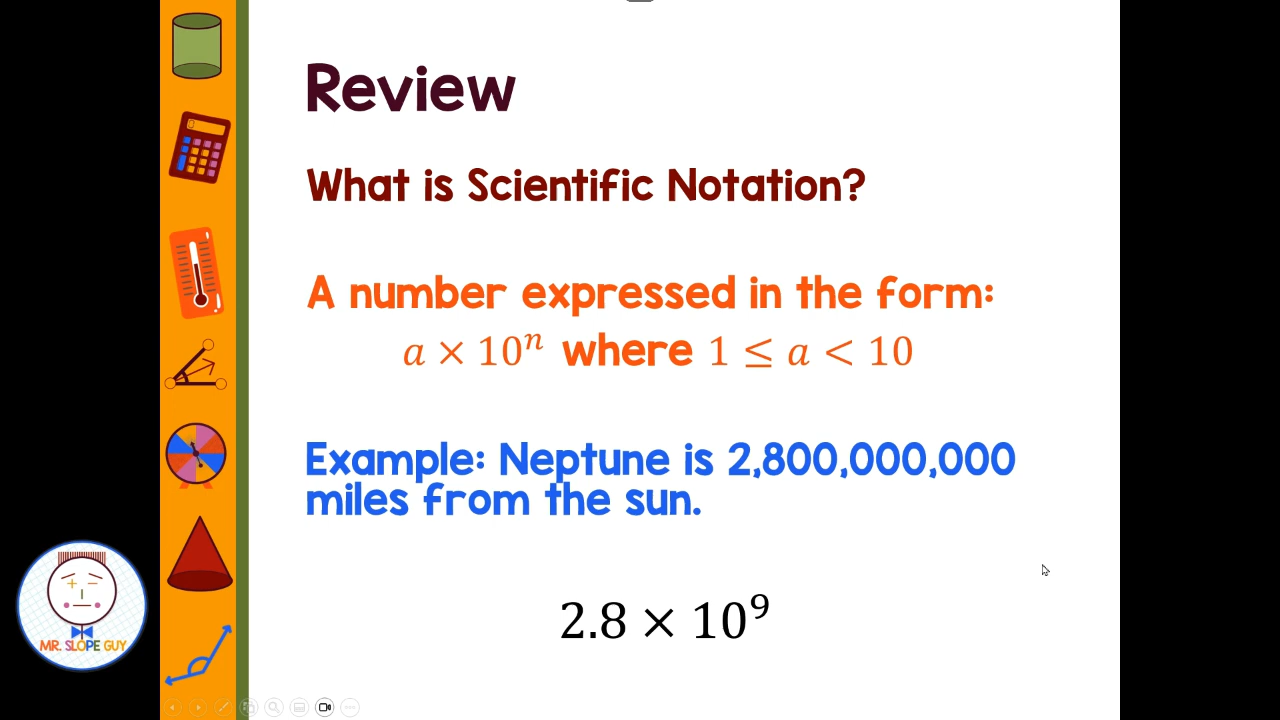 Review
What is Scientific Notation?
A number expressed in the form:
a × 10ⁿ where 1 ≤ a < 10
Example: Neptune is 2,800,000,000
miles from the sun.
2.8 × 10⁹
MR. SLOPE GUY